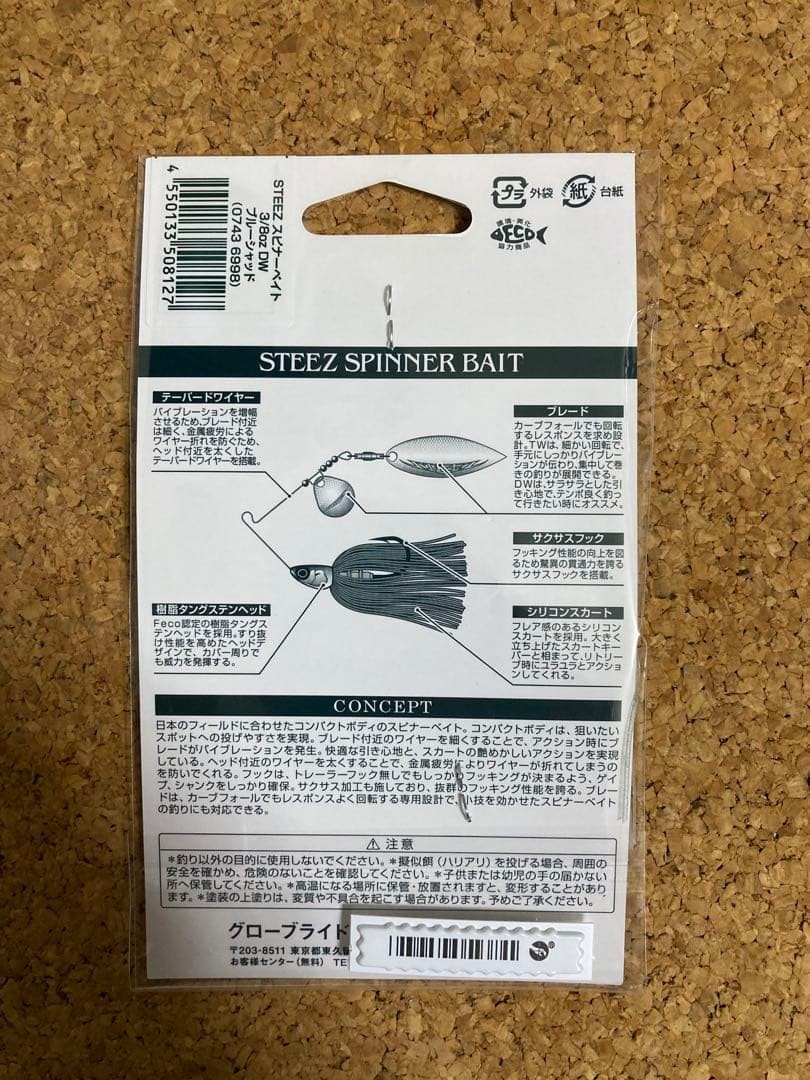 STEEZ スピナーベイト
3/8oz DW
ブルーシャッド
(0743 6998)
4 550133 508127
プラ 外袋
紙 台紙
環境・美化
ECO
協力商品
STEEZ SPINNER BAIT
テーパードワイヤー
バイブレーションを増幅
させるため、ブレード付近
は細く、金属疲労による
ワイヤー折れを防ぐため、
ヘッド付近を太くした
テーパードワイヤーを搭載。
ブレード
カーブフォールでも回転
するレスポンスを求め設
計。TWは、細かい回転で、
手元にしっかりバイブレー
ションが伝わり、集中して巻
きの釣りが展開できる。
DWは、サラサラとした引
き心地で、テンポ良く釣っ
て行きたい時にオススメ。
サクサスフック
フッキング性能の向上を図
るため驚異の貫通力を誇る
サクサスフックを搭載。
樹脂タングステンヘッド
Feco認定の樹脂タングス
テンヘッドを採用。すり抜
け性能を高めたヘッドデ
ザインで、カバー周りで
も威力を発揮する。
シリコンスカート
フレア感のあるシリコン
スカートを採用。大きく
立ち上げたスカートキー
パーと相まって、リトリー
ブ時にユラユラとアクショ
ンしてくれる。
CONCEPT
日本のフィールドに合わせたコンパクトボディのスピナーベイト。コンパクトボディは、狙いたい
スポットへの投げやすさを実現。ブレード付近のワイヤーを細くすることで、アクション時にブ
レードがバイブレーションを発生。快適な引き心地と、スカートの艶めかしいアクションを実現
している。ヘッド付近のワイヤーを太くすることで、金属疲労によりワイヤーが折れてしまうの
を防いでくれる。フックは、トレーラーフック無しでもしっかりフッキングが決まるよう、ゲイ
プ、シャンクをしっかり確保。サクサス加工も施しており、抜群のフッキング性能を誇る。ブレー
ドは、カーブフォールでもレスポンスよく回転する専用設計で、小技を効かせたスピナーベイト
の釣りにも対応できる。
⚠ 注意
*釣り以外の目的に使用しないでください。*擬似餌（ハリアリ）を投げる場合、周囲の
安全を確かめ、危険のないことを確認してください。*子供または幼児の手の届かない
所へ保管してください。*高温になる場所に保管・放置されますと、変形することがあり
ます。*塗装の上塗りは、変質や不具合を起こす場合があります。予めご了承ください。
グローブライド
〒203-8511 東京都東久留
お客様センター（無料） TE